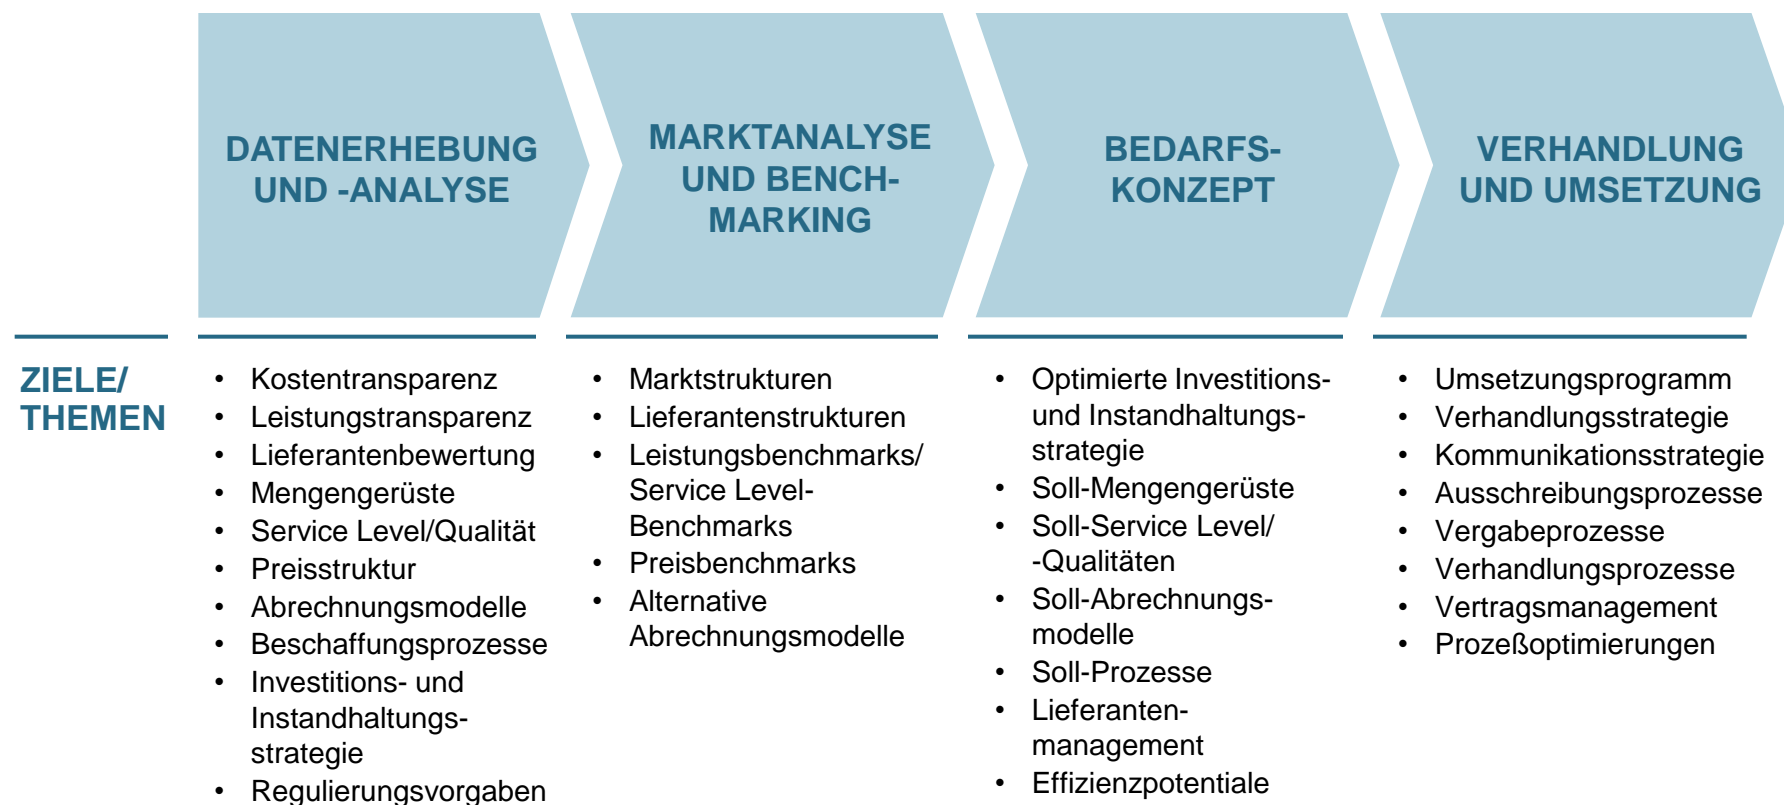 DATENERHEBUNG
UND -ANALYSE
MARKTANALYSE
UND BENCH-
MARKING
BEDARFS-
KONZEPT
VERHANDLUNG
UND UMSETZUNG
ZIELE/
THEMEN
• Kostentransparenz
• Leistungstransparenz
• Lieferantenbewertung
• Mengengerüste
• Service Level/Qualität
• Preisstruktur
• Abrechnungsmodelle
• Beschaffungsprozesse
• Investitions- und
Instandhaltungs-
strategie
• Regulierungsvorgaben
• Marktstrukturen
• Lieferantenstrukturen
• Leistungsbenchmarks/
Service Level-
Benchmarks
• Preisbenchmarks
• Alternative
Abrechnungsmodelle
• Optimierte Investitions-
und Instandhaltungs-
strategie
• Soll-Mengengerüste
• Soll-Service Level/
-Qualitäten
• Soll-Abrechnungs-
modelle
• Soll-Prozesse
• Lieferanten-
management
• Effizienzpotentiale
• Umsetzungsprogramm
• Verhandlungsstrategie
• Kommunikationsstrategie
• Ausschreibungsprozesse
• Vergabeprozesse
• Verhandlungsprozesse
• Vertragsmanagement
• Prozeßoptimierungen